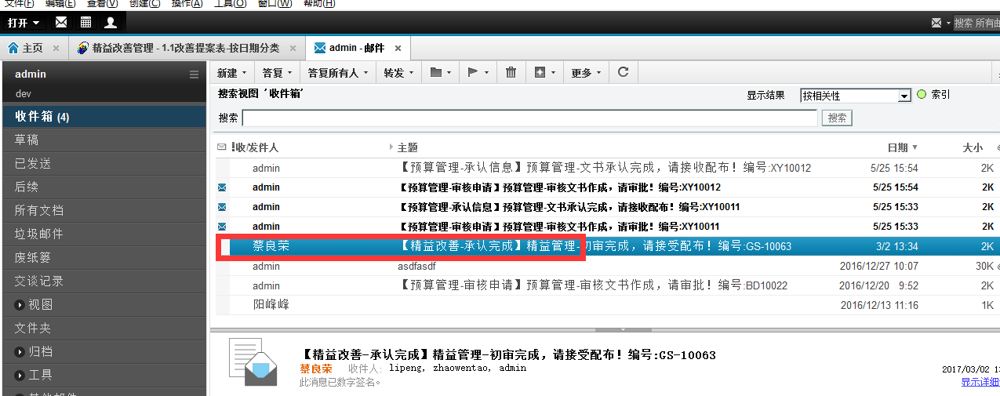 文件(F) 编辑(E) 查看(V) 创建(C) 操作(A) 工具(O) 窗口(W) 帮助(H)
打开 搜索 所有
主页 精益改善管理 - 1.1改善提案表-按日期分类 admin - 邮件
admin
dev
收件箱 (4)
草稿
已发送
后续
所有文档
垃圾邮件
废纸篓
交谈记录
视图
文件夹
归档
工具
其他邮件
新建 答复 答复所有人 转发 更多
搜索视图 '收件箱' 显示结果 按相关性 索引
搜索 搜索
!收/发件人 主题 日期 大小
admin 【预算管理-承认信息】预算管理-文书承认完成，请接收配布！编号:XY10012 5/25 15:54 2K
admin 【预算管理-审核申请】预算管理-审核文书作成，请审批！编号:XY10012 5/25 15:54 2K
admin 【预算管理-承认信息】预算管理-文书承认完成，请接收配布！编号:XY10011 5/25 15:33 2K
admin 【预算管理-审核申请】预算管理-审核文书作成，请审批！编号:XY10011 5/25 15:33 2K
蔡良荣 【精益改善-承认完成】精益管理-初审完成，请接受配布！编号:GS-10063 3/2 13:34 2K
admin asdfasdf 2016/12/27 10:07 30K
admin 【预算管理-审核申请】预算管理-审核文书作成，请审批！编号:BD10022 2016/12/20 9:52 2K
阳峰峰 2016/12/13 11:16 1K
【精益改善-承认完成】精益管理-初审完成，请接受配布！编号:GS-10063
蔡良荣 收件人: lipeng, zhaowentao, admin
2017/03/02
此消息已数字签名。
显示详细